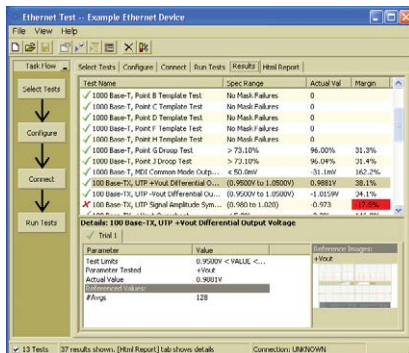 Ethernet Test -- Example Ethernet Device
File View Help
Task Flow
Select Tests
Configure
Connect
Run Tests
Select Tests Configure Connect Run Tests Results Html Report
Test Name Spec Range Actual Val Margin
1000 Base-T, Point B Template Test No Mask Failures 0
1000 Base-T, Point C Template Test No Mask Failures 0
1000 Base-T, Point D Template Test No Mask Failures 0
1000 Base-T, Point F Template Test No Mask Failures 0
1000 Base-T, Point H Template Test No Mask Failures 0
1000 Base-T, Point G Droop Test > 73.10% 96.00% 31.3%
1000 Base-T, Point J Droop Test > 73.10% 96.04% 31.4%
1000 Base-T, MDI Common Mode Outp... < 50.0mV -31.1mV 162.2%
100 Base-TX, UTP +Vout Differential O... (0.9500V to 1.0500V) 0.9881V 38.1%
100 Base-TX, UTP -Vout Differential Ou... (0.9500V to 1.0500V) -1.0159V 34.1%
100 Base-TX, UTP Signal Amplitude Sym... (0.980 to 1.020) -0.973 -17.5%
Details: 100 Base-TX, UTP +Vout Differential Output Voltage
Trial 1
Parameter Value
Test Limits 0.9500V < VALUE <...
Parameter Tested +Vout
Actual Value 0.9881V
Referenced Values:
#Avgs 128
Reference Images:
+Vout
13 Tests 37 results shown. [Html Report] tab shows details Connection: UNKNOWN